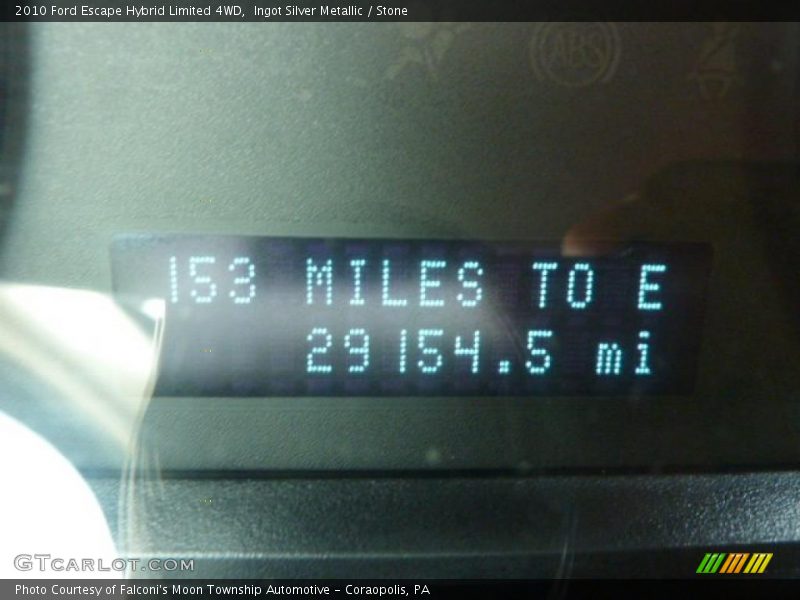 2010 Ford Escape Hybrid Limited 4WD,  Ingot Silver Metallic / Stone
ABS
153 MILES TO E
29154.5 mi
GTCARLOT.COM
Photo Courtesy of Falconi's Moon Township Automotive - Coraopolis, PA